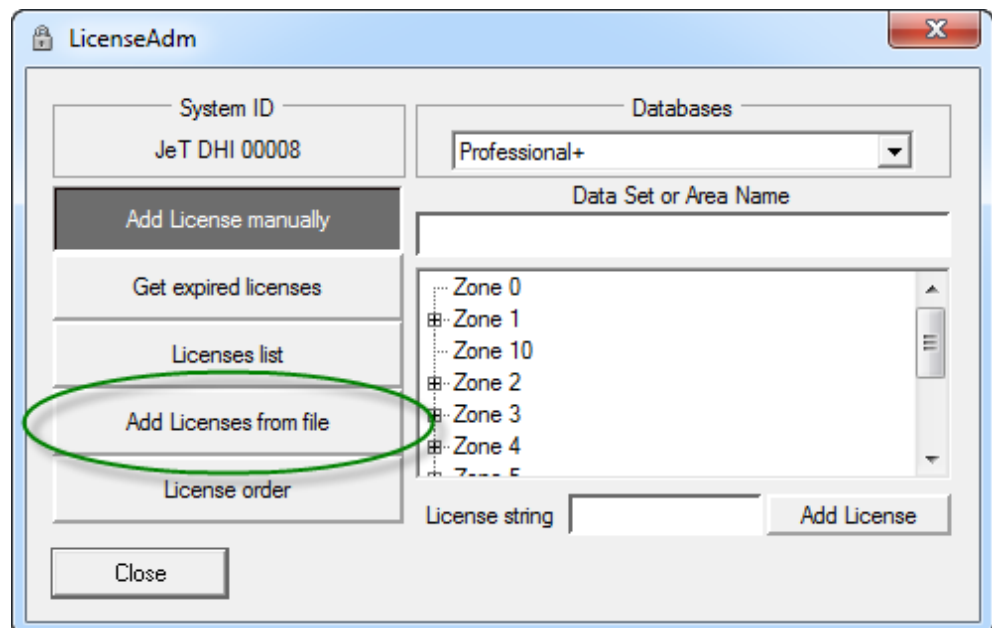 LicenseAdm
System ID
JeT DHI 00008
Databases
Professional+
Add License manually
Get expired licenses
Licenses list
Add Licenses from file
License order
Close
Data Set or Area Name
Zone 0
Zone 1
Zone 10
Zone 2
Zone 3
Zone 4
Zone 5
License string
Add License